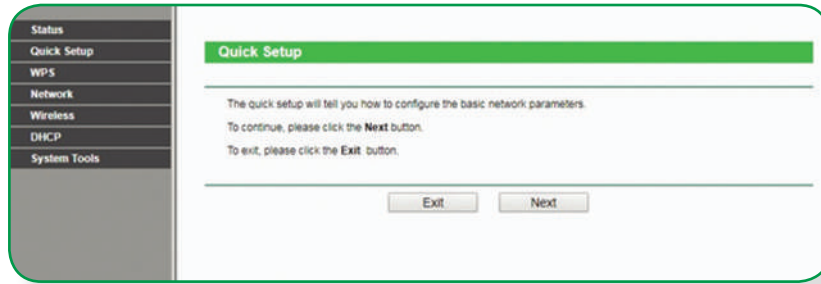 Status
Quick Setup
WPS
Network
Wireless
DHCP
System Tools
Quick Setup
The quick setup will tell you how to configure the basic network parameters.
To continue, please click the Next button.
To exit, please click the Exit button.
Exit Next